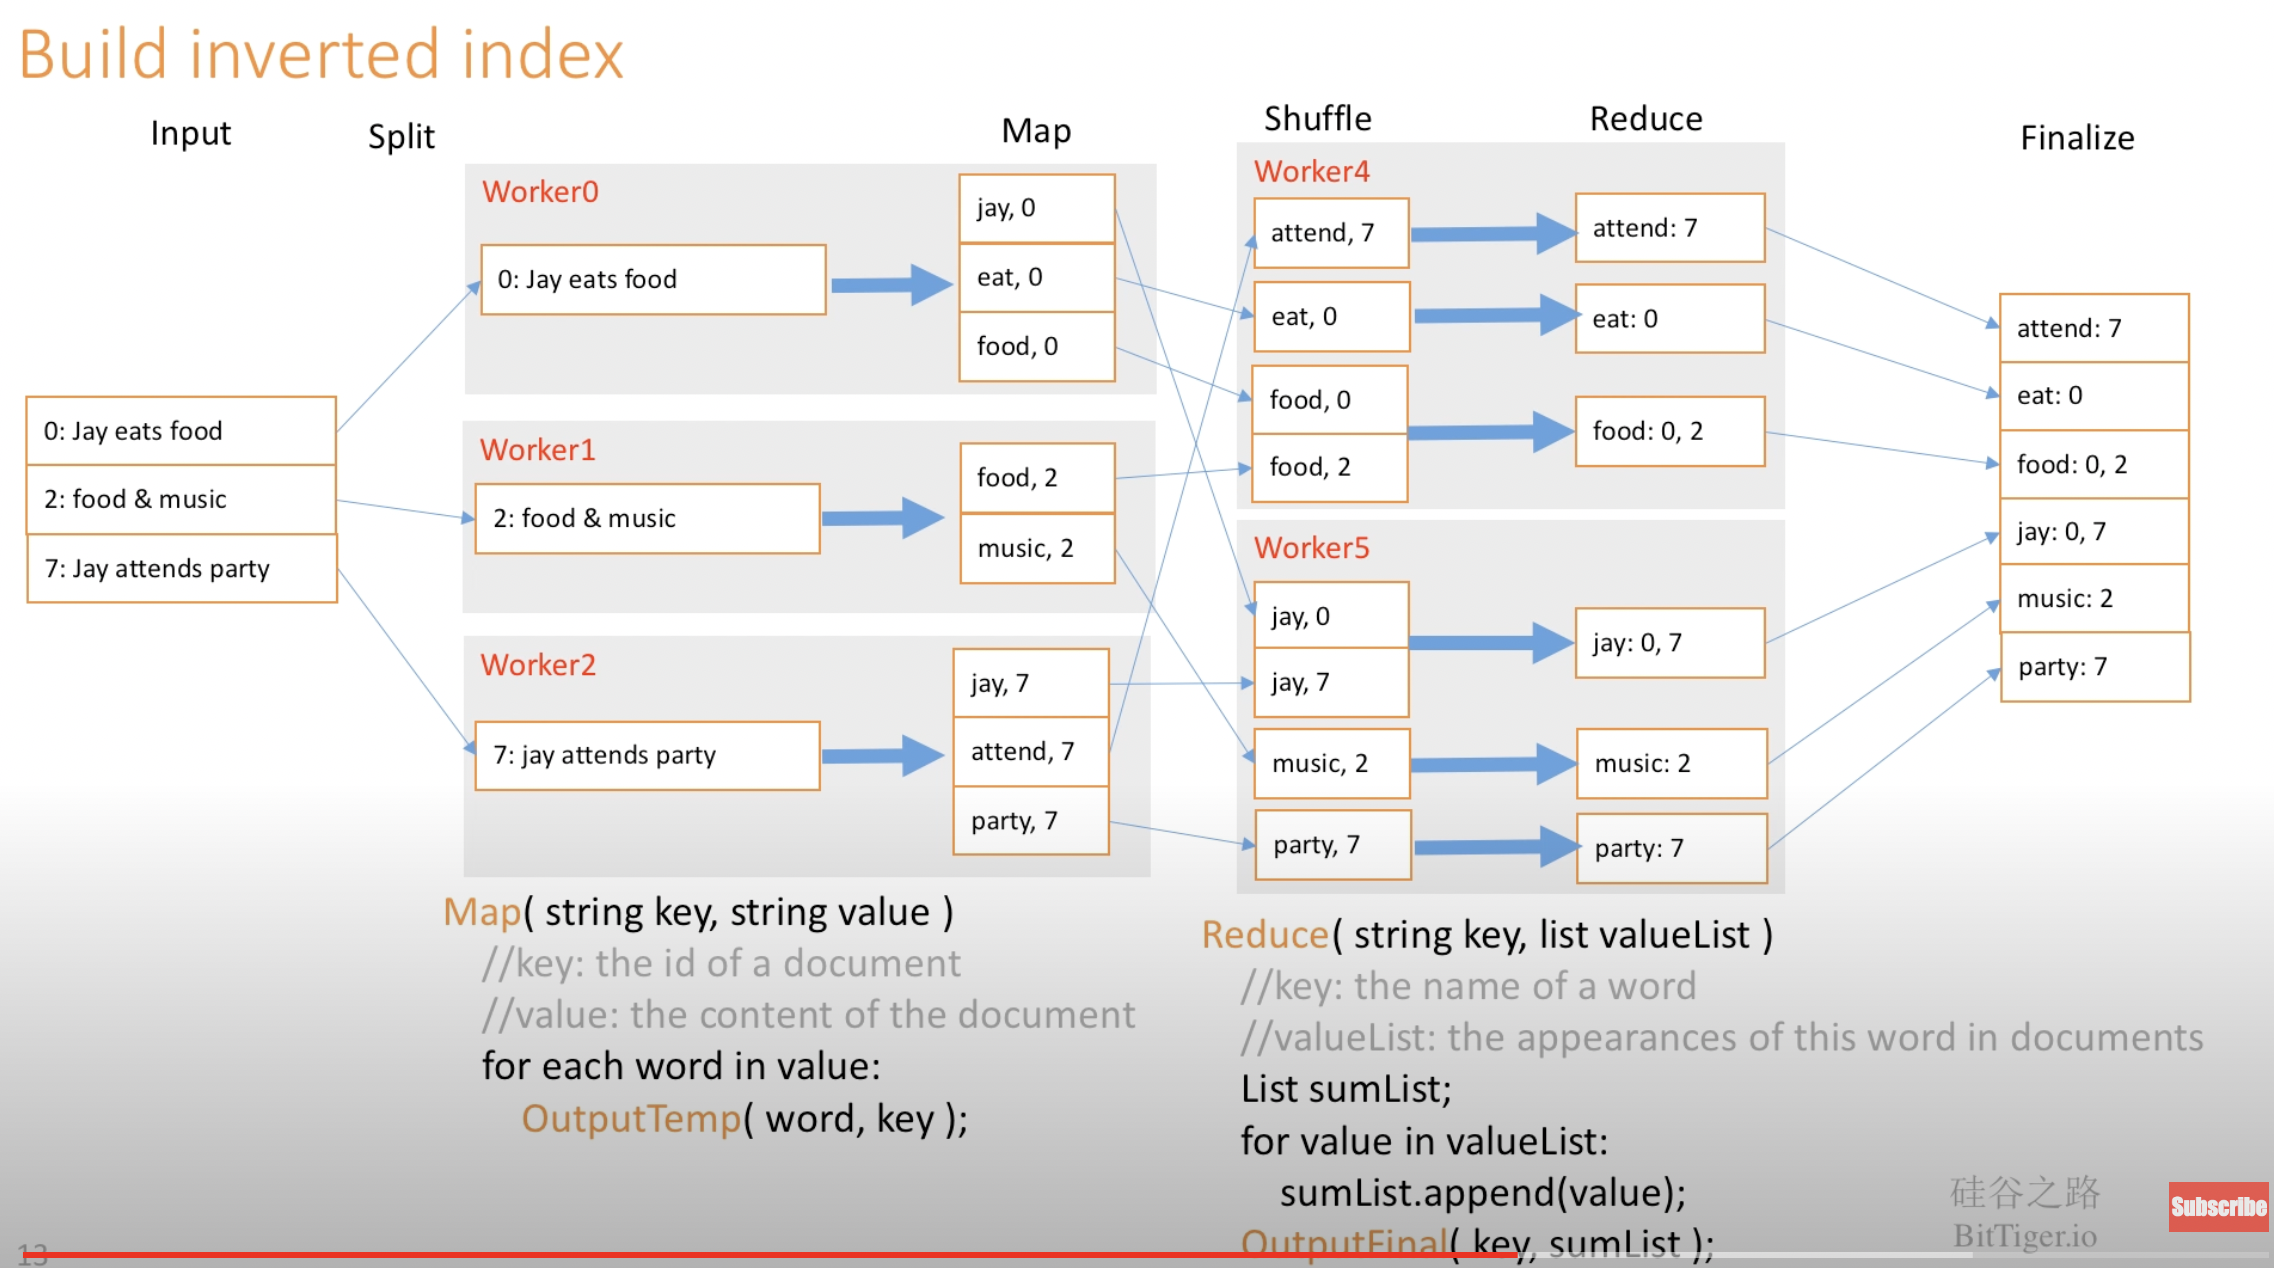 Build inverted index
Input
Split
Map
Shuffle
Reduce
Finalize
0: Jay eats food
2: food & music
7: Jay attends party
Worker0
0: Jay eats food
jay, 0
eat, 0
food, 0
Worker1
2: food & music
food, 2
music, 2
Worker2
7: jay attends party
jay, 7
attend, 7
party, 7
Worker4
attend, 7
eat, 0
food, 0
food, 2
attend: 7
eat: 0
food: 0, 2
Worker5
jay, 0
jay, 7
music, 2
party, 7
jay: 0, 7
music: 2
party: 7
attend: 7
eat: 0
food: 0, 2
jay: 0, 7
music: 2
party: 7
Map( string key, string value )
//key: the id of a document
//value: the content of the document
for each word in value:
OutputTemp( word, key );
Reduce( string key, list valueList )
//key: the name of a word
//valueList: the appearances of this word in documents
List sumList;
for value in valueList:
sumList.append(value);
OutputFinal( key, sumList );
硅谷之路
BitTiger.io
Subscribe
13